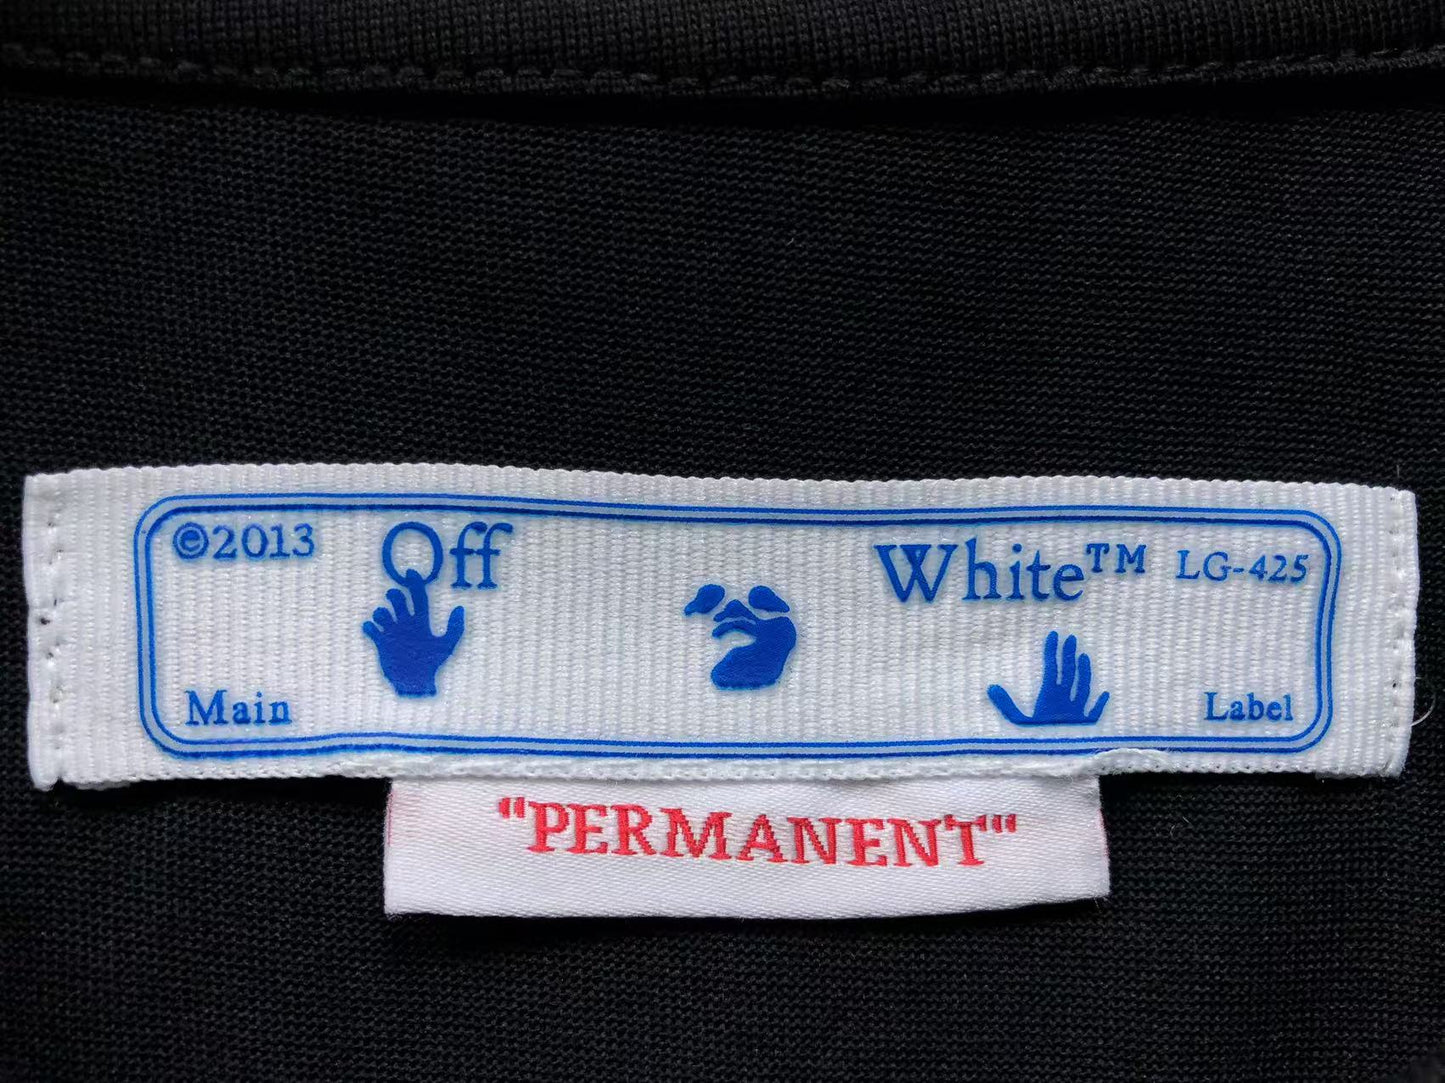 ©2013 Off White™ LG-425
Main Label
"PERMANENT"